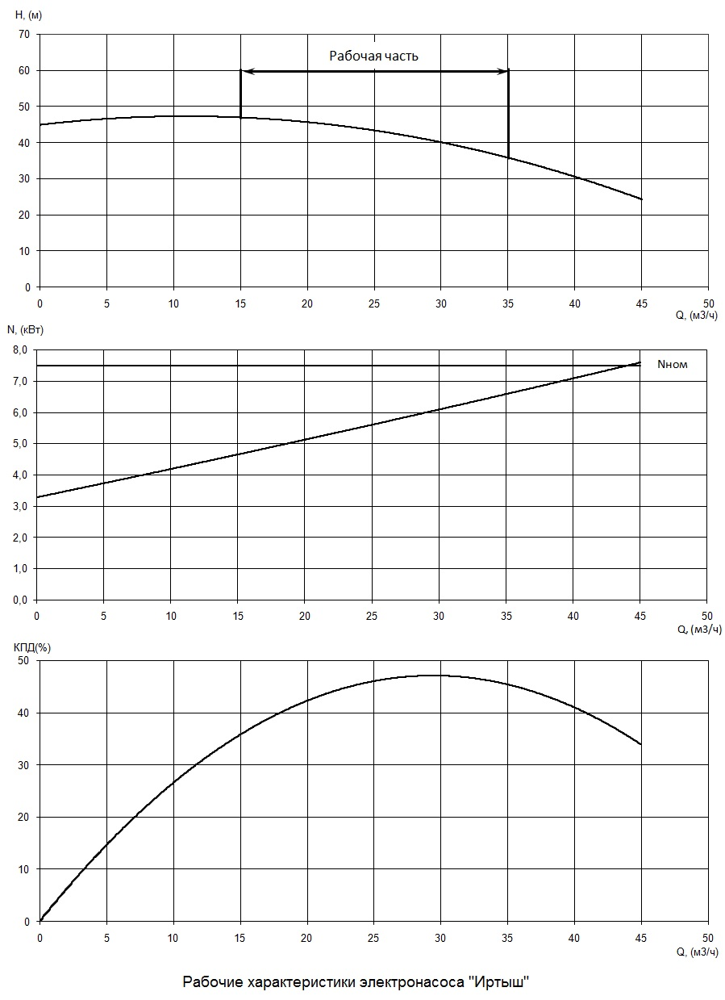 Н, (м)
70
Рабочая часть
60
50
40
30
20
10
0
0 5 10 15 20 25 30 35 40 45 50
Q, (м3/ч)
N, (кВт)
8,0
Nном
7,0
6,0
5,0
4,0
3,0
2,0
1,0
0,0
0 5 10 15 20 25 30 35 40 45 50
Q, (м3/ч)
КПД(%)
50
40
30
20
10
0
0 5 10 15 20 25 30 35 40 45 50
Q, (м3/ч)
Рабочие характеристики электронасоса "Иртыш"